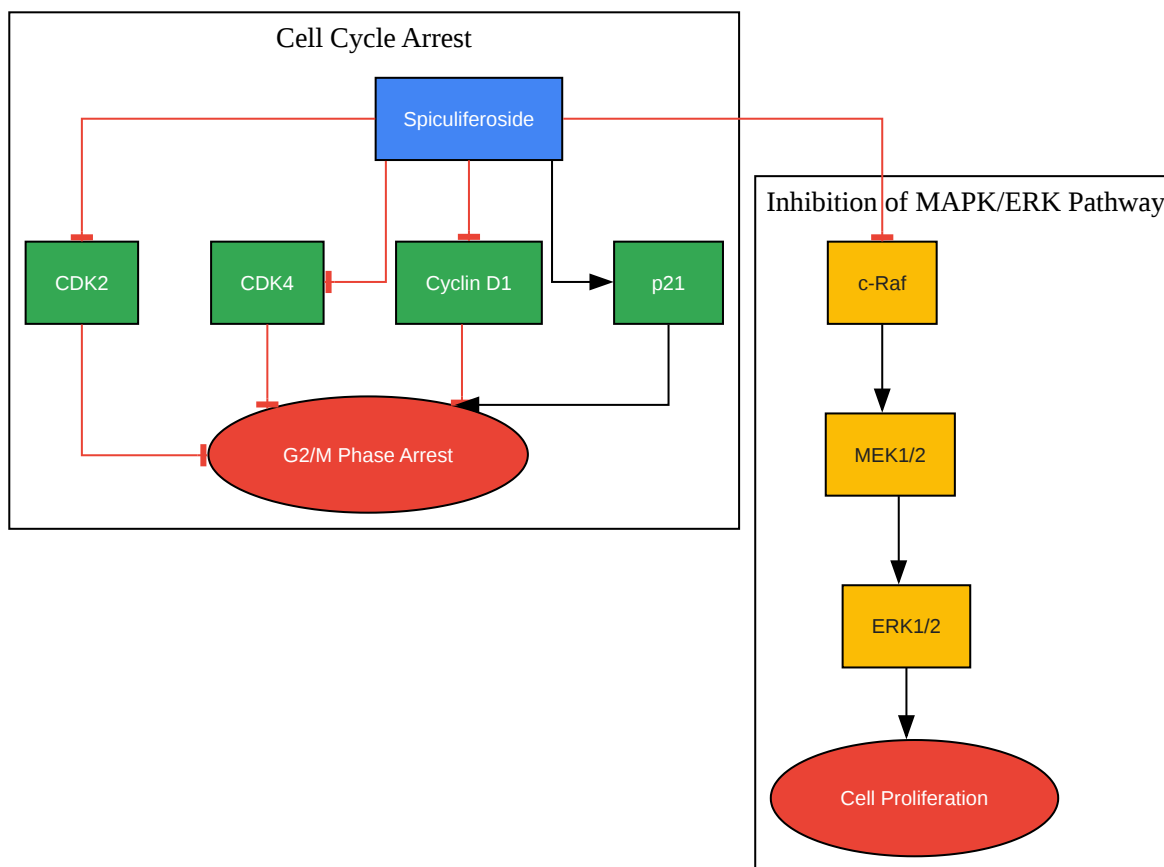 Cell Cycle Arrest
Spiculiferoside
Inhibition of MAPK/ERK Pathway
CDK2
CDK4
Cyclin D1
p21
c-Raf
G2/M Phase Arrest
MEK1/2
ERK1/2
Cell Proliferation